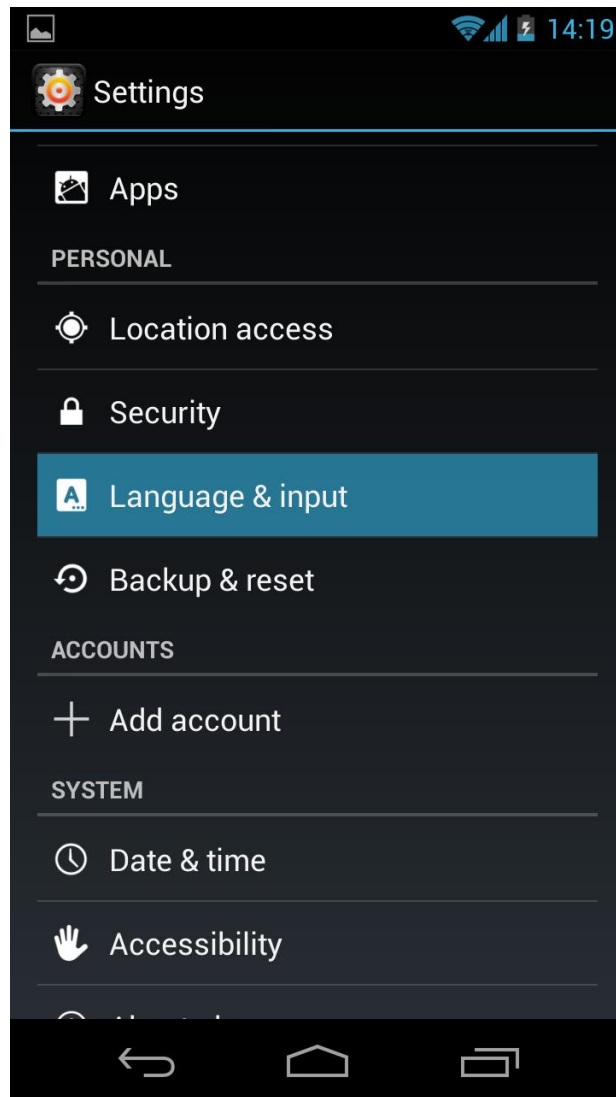 14:19
Settings
Apps
PERSONAL
Location access
Security
Language & input
Backup & reset
ACCOUNTS
Add account
SYSTEM
Date & time
Accessibility